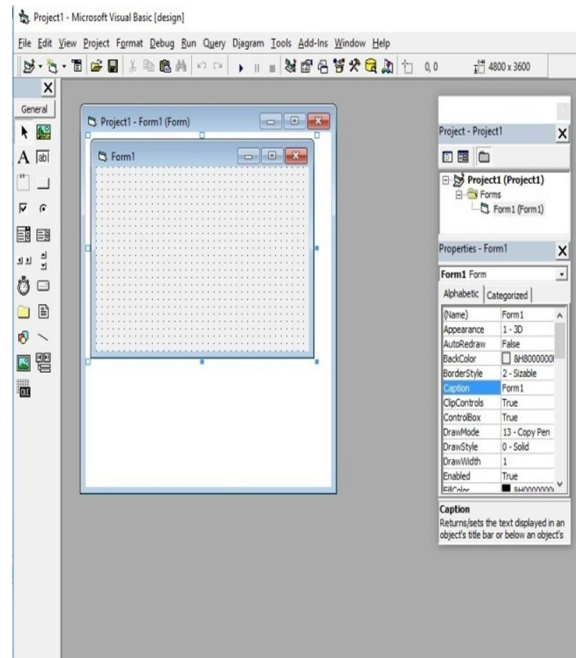 Project1 - Microsoft Visual Basic [design]
File Edit View Project Format Debug Run Query Diagram Tools Add-Ins Window Help
0, 0
4800 x 3600
General
Project1 - Form1 (Form)
Form1
Project - Project1
Project1 (Project1)
Forms
Form1 (Form1)
Properties - Form1
Form1 Form
Alphabetic Categorized
(Name) Form1
Appearance 1 - 3D
AutoRedraw False
BackColor
BorderStyle 2 - Sizable
Caption Form1
ClipControls True
ControlBox True
DrawMode 13 - Copy Pen
DrawStyle 0 - Solid
DrawWidth 1
Enabled True
FillColor
Caption
Returns/sets the text displayed in an
object's title bar or below an object's